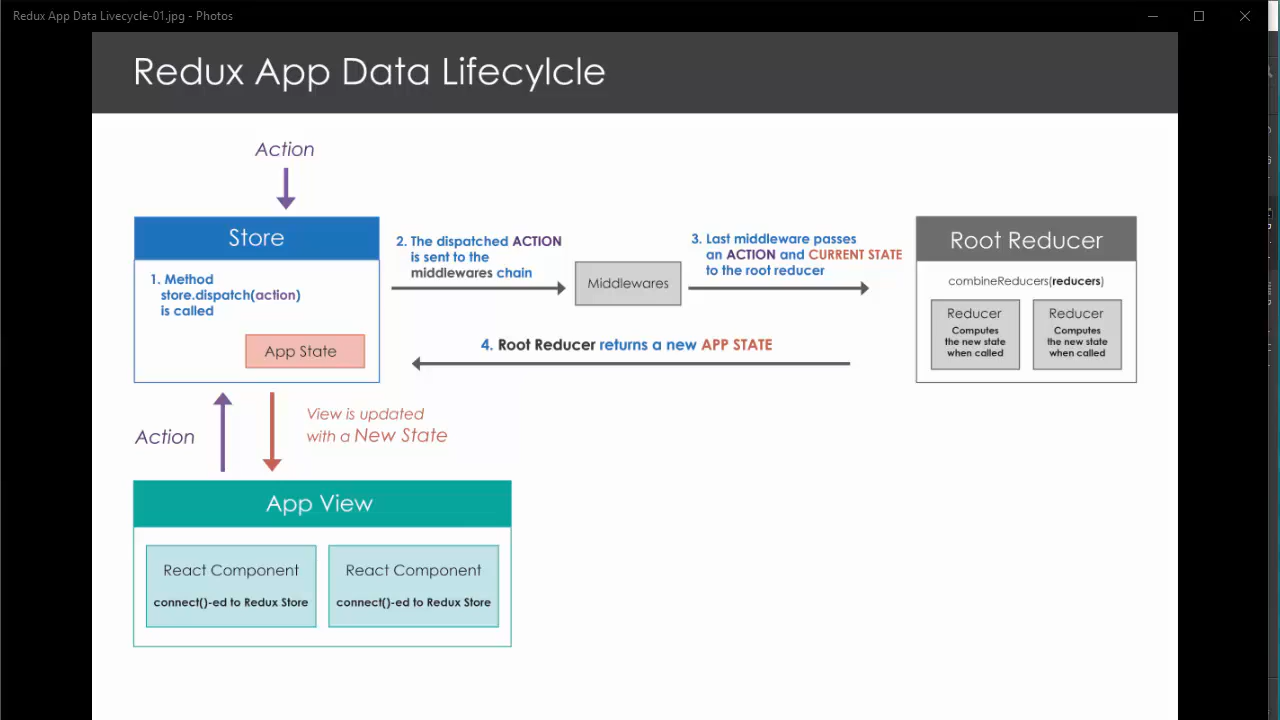 Redux App Data Livecycle-01.jpg - Photos
Redux App Data Lifecylcle
Action
Store
1. Method
store.dispatch(action)
is called
App State
2. The dispatched ACTION
is sent to the
middlewares chain
Middlewares
3. Last middleware passes
an ACTION and CURRENT STATE
to the root reducer
Root Reducer
combineReducers(reducers)
Reducer
Computes
the new state
when called
Reducer
Computes
the new state
when called
4. Root Reducer returns a new APP STATE
Action
View is updated
with a New State
App View
React Component
connect()-ed to Redux Store
React Component
connect()-ed to Redux Store